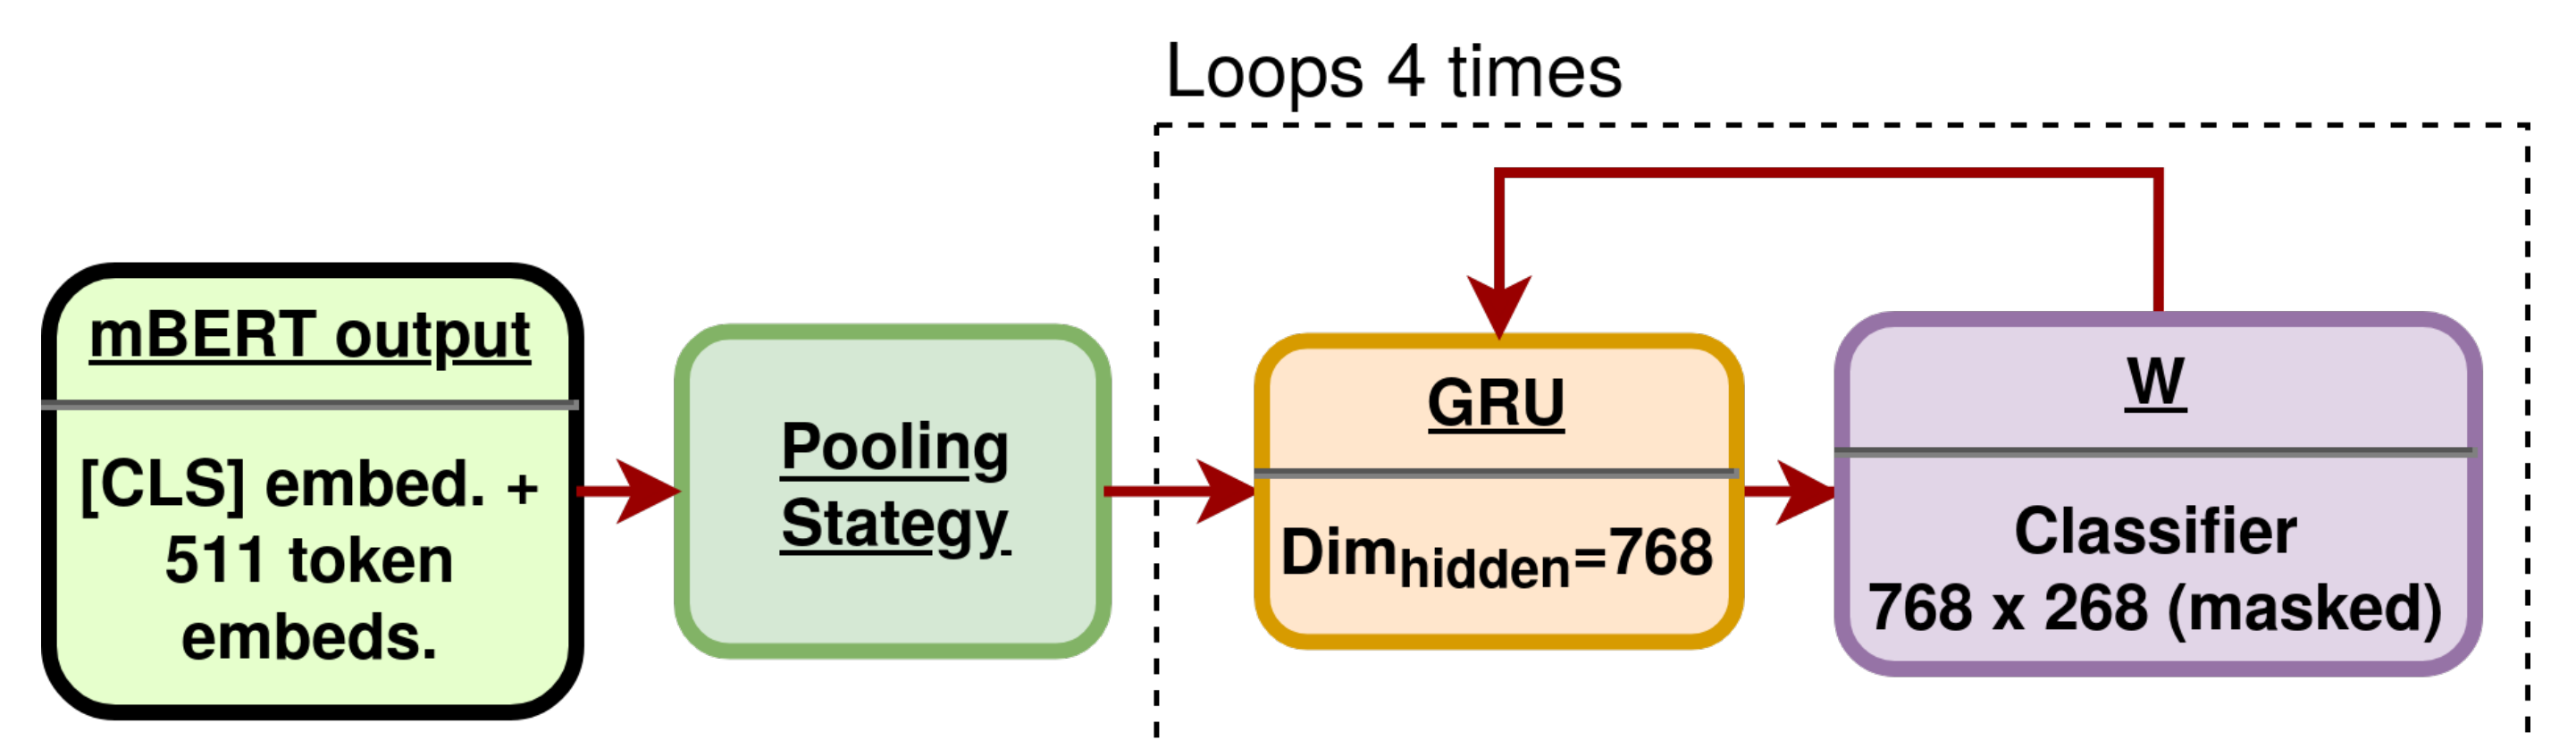 Loops 4 times
mBERT output
[CLS] embed. +
511 token
embeds.
Pooling
Stategy
GRU
Dimhidden=768
W
Classifier
768 x 268 (masked)